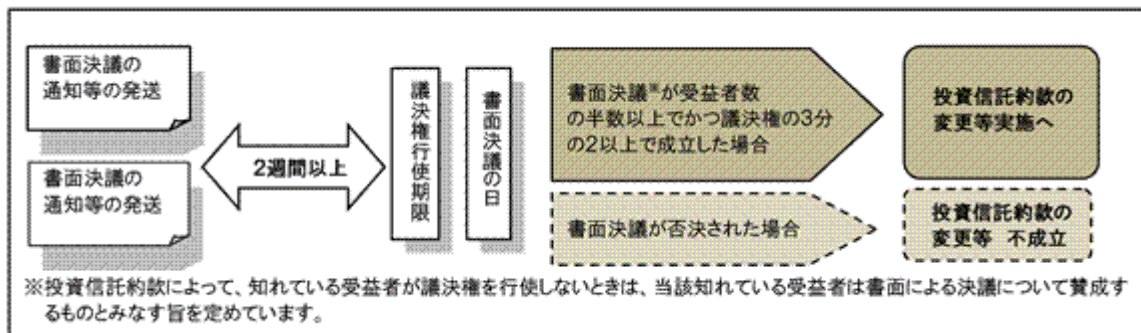 書面決議の
通知等の発送
書面決議の
通知等の発送
2週間以上
議決権行使期限
書面決議の日
書面決議※が受益者数
の半数以上でかつ議決権の3分
の2以上で成立した場合
投資信託約款の
変更等実施へ
書面決議が否決された場合
投資信託約款の
変更等 不成立
※投資信託約款によって、知れている受益者が議決権を行使しないときは、当該知れている受益者は書面による決議について賛成す
るものとみなす旨を定めています。